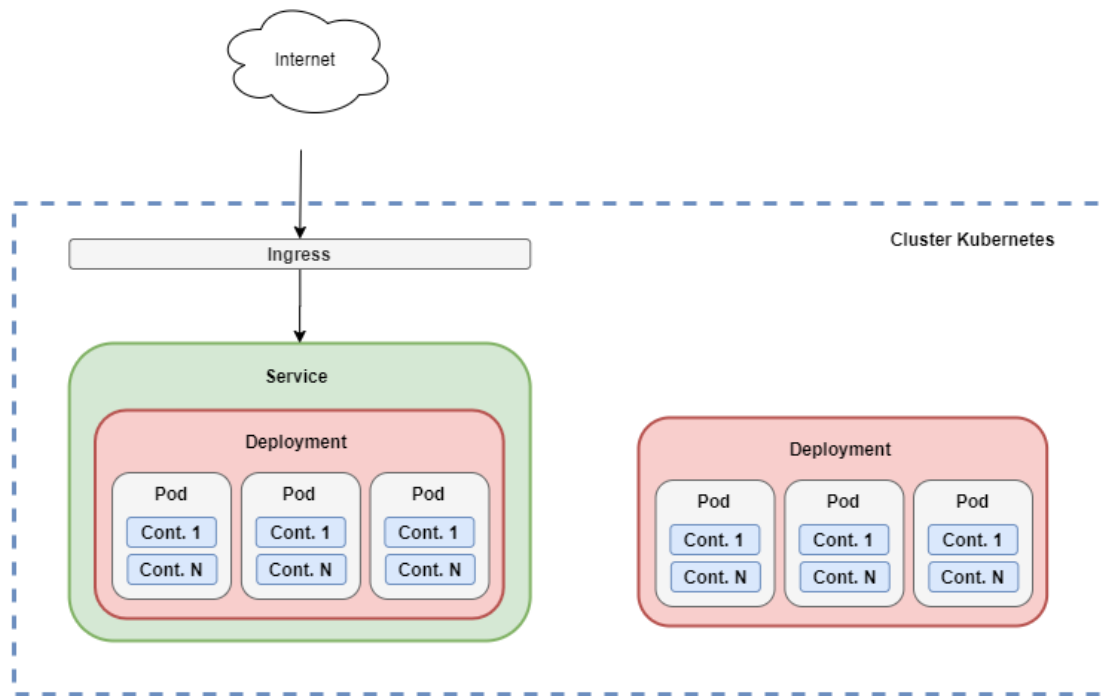 Internet
Cluster Kubernetes
Ingress
Service
Deployment
Pod
Cont. 1
Cont. N
Pod
Cont. 1
Cont. N
Pod
Cont. 1
Cont. N
Deployment
Pod
Cont. 1
Cont. N
Pod
Cont. 1
Cont. N
Pod
Cont. 1
Cont. N